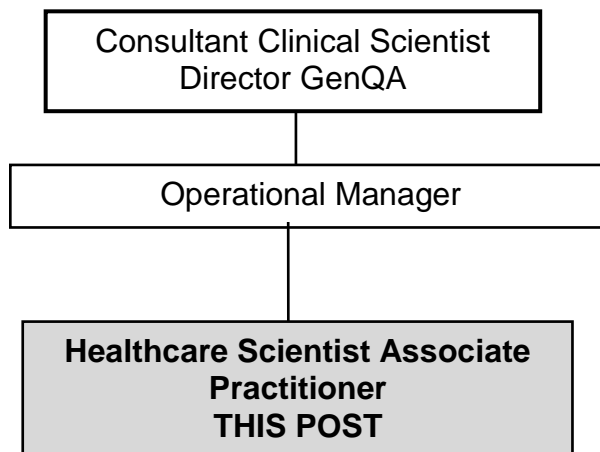 Consultant Clinical Scientist
Director GenQA
Operational Manager
Healthcare Scientist Associate
Practitioner
THIS POST